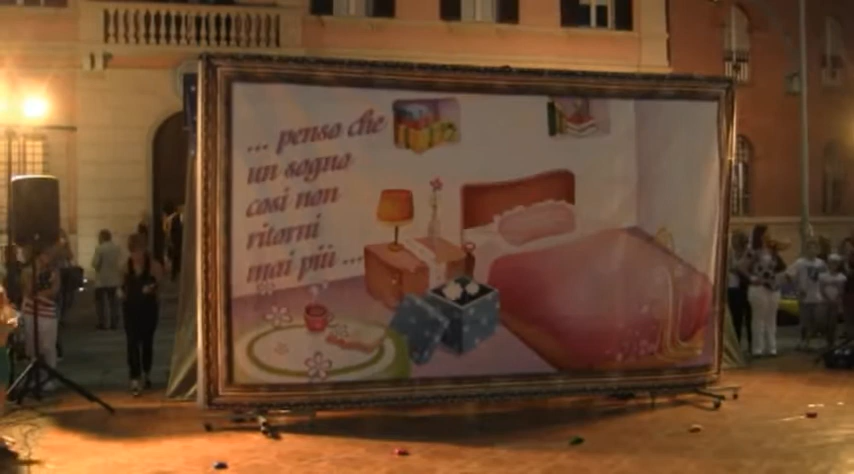 ... penso che
un sogno
così non
ritorni
mai più ...